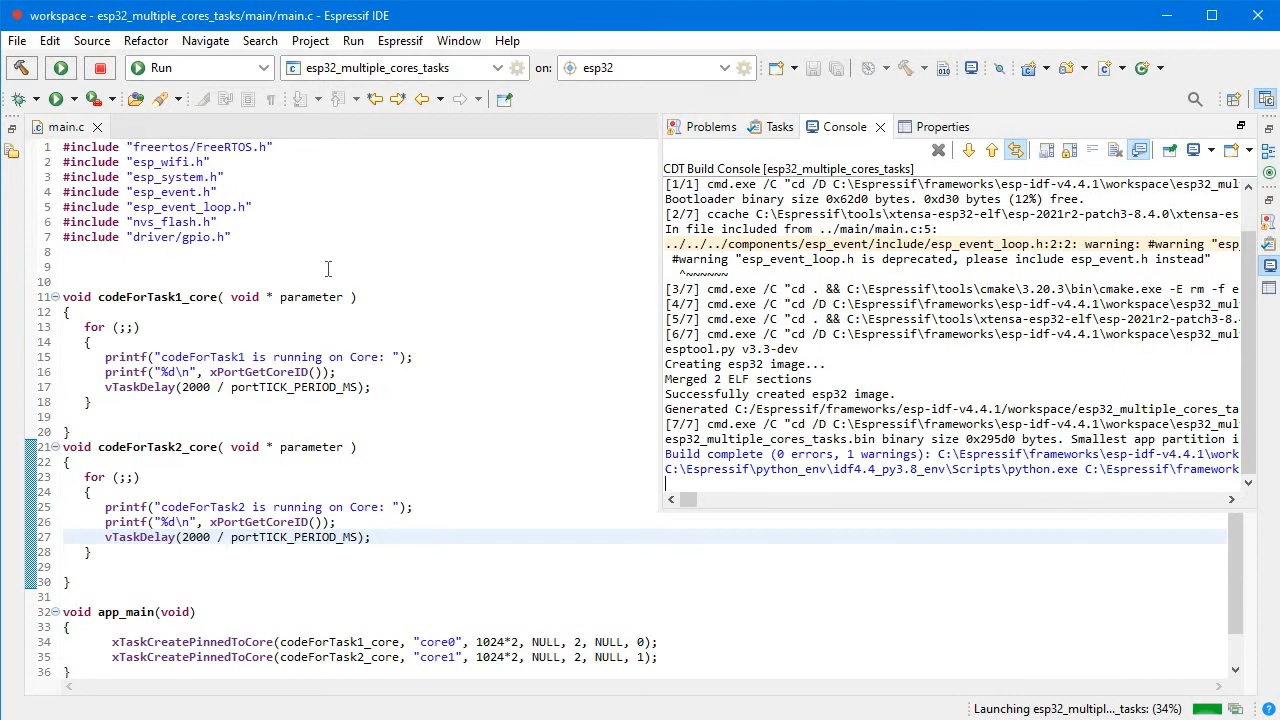 workspace - esp32_multiple_cores_tasks/main/main.c - Espressif IDE
File Edit Source Refactor Navigate Search Project Run Espressif Window Help
Run esp32_multiple_cores_tasks on: esp32
main.c
1 #include "freertos/FreeRTOS.h"
2 #include "esp_wifi.h"
3 #include "esp_system.h"
4 #include "esp_event.h"
5 #include "esp_event_loop.h"
6 #include "nvs_flash.h"
7 #include "driver/gpio.h"
8
9
10
11 void codeForTask1_core( void * parameter )
12 {
13 for (;;)
14 {
15 printf("codeForTask1 is running on Core: ");
16 printf("%d\n", xPortGetCoreID());
17 vTaskDelay(2000 / portTICK_PERIOD_MS);
18 }
19
20 }
21 void codeForTask2_core( void * parameter )
22 {
23 for (;;)
24 {
25 printf("codeForTask2 is running on Core: ");
26 printf("%d\n", xPortGetCoreID());
27 vTaskDelay(2000 / portTICK_PERIOD_MS);
28 }
29
30 }
31
32 void app_main(void)
33 {
34 xTaskCreatePinnedToCore(codeForTask1_core, "core0", 1024*2, NULL, 2, NULL, 0);
35 xTaskCreatePinnedToCore(codeForTask2_core, "core1", 1024*2, NULL, 2, NULL, 1);
36 }
Problems Tasks Console Properties
CDT Build Console [esp32_multiple_cores_tasks]
[1/1] cmd.exe /C "cd /D C:\Espressif\frameworks\esp-idf-v4.4.1\workspace\esp32_mul
Bootloader binary size 0x62d0 bytes. 0xd30 bytes (12%) free.
[2/7] ccache C:\Espressif\tools\xtensa-esp32-elf\esp-2021r2-patch3-8.4.0\xtensa-es
In file included from ../main/main.c:5:
../../../components/esp_event/include/esp_event_loop.h:2:2: warning: #warning "esp_
#warning "esp_event_loop.h is deprecated, please include esp_event.h instead"
^~~~~~~
[3/7] cmd.exe /C "cd . && C:\Espressif\tools\cmake\3.20.3\bin\cmake.exe -E rm -f e
[4/7] cmd.exe /C "cd /D C:\Espressif\frameworks\esp-idf-v4.4.1\workspace\esp32_mul
[5/7] cmd.exe /C "cd . && C:\Espressif\tools\xtensa-esp32-elf\esp-2021r2-patch3-8.
[6/7] cmd.exe /C "cd /D C:\Espressif\frameworks\esp-idf-v4.4.1\workspace\esp32_mul
esptool.py v3.3-dev
Creating esp32 image...
Merged 2 ELF sections
Successfully created esp32 image.
Generated C:/Espressif/frameworks/esp-idf-v4.4.1/workspace/esp32_multiple_cores_ta
[7/7] cmd.exe /C "cd /D C:\Espressif\frameworks\esp-idf-v4.4.1\workspace\esp32_mul
esp32_multiple_cores_tasks.bin binary size 0x295d0 bytes. Smallest app partition i
Build complete (0 errors, 1 warnings): C:\Espressif\frameworks\esp-idf-v4.4.1\work
C:\Espressif\python_env\idf4.4_py3.8_env\Scripts\python.exe C:\Espressif\framework
Launching esp32_multipl..._tasks: (34%)